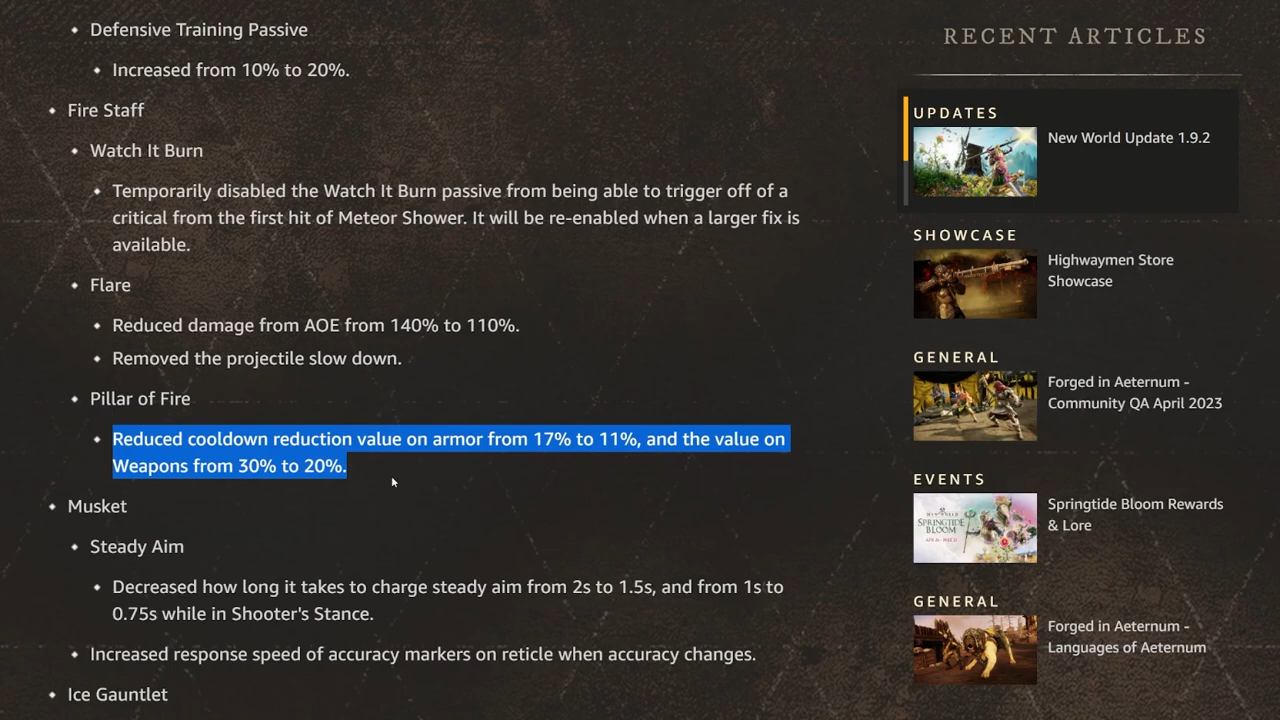 Defensive Training Passive
Increased from 10% to 20%.
Fire Staff
Watch It Burn
Temporarily disabled the Watch It Burn passive from being able to trigger off of a
critical from the first hit of Meteor Shower. It will be re-enabled when a larger fix is
available.
Flare
Reduced damage from AOE from 140% to 110%.
Removed the projectile slow down.
Pillar of Fire
Reduced cooldown reduction value on armor from 17% to 11%, and the value on
Weapons from 30% to 20%.
Musket
Steady Aim
Decreased how long it takes to charge steady aim from 2s to 1.5s, and from 1s to
0.75s while in Shooter's Stance.
Increased response speed of accuracy markers on reticle when accuracy changes.
Ice Gauntlet
RECENT ARTICLES
UPDATES
New World Update 1.9.2
SHOWCASE
Highwaymen Store
Showcase
GENERAL
Forged in Aeternum -
Community QA April 2023
EVENTS
SPRINGTIDE
BLOOM
Springtide Bloom Rewards
& Lore
GENERAL
Forged in Aeternum -
Languages of Aeternum